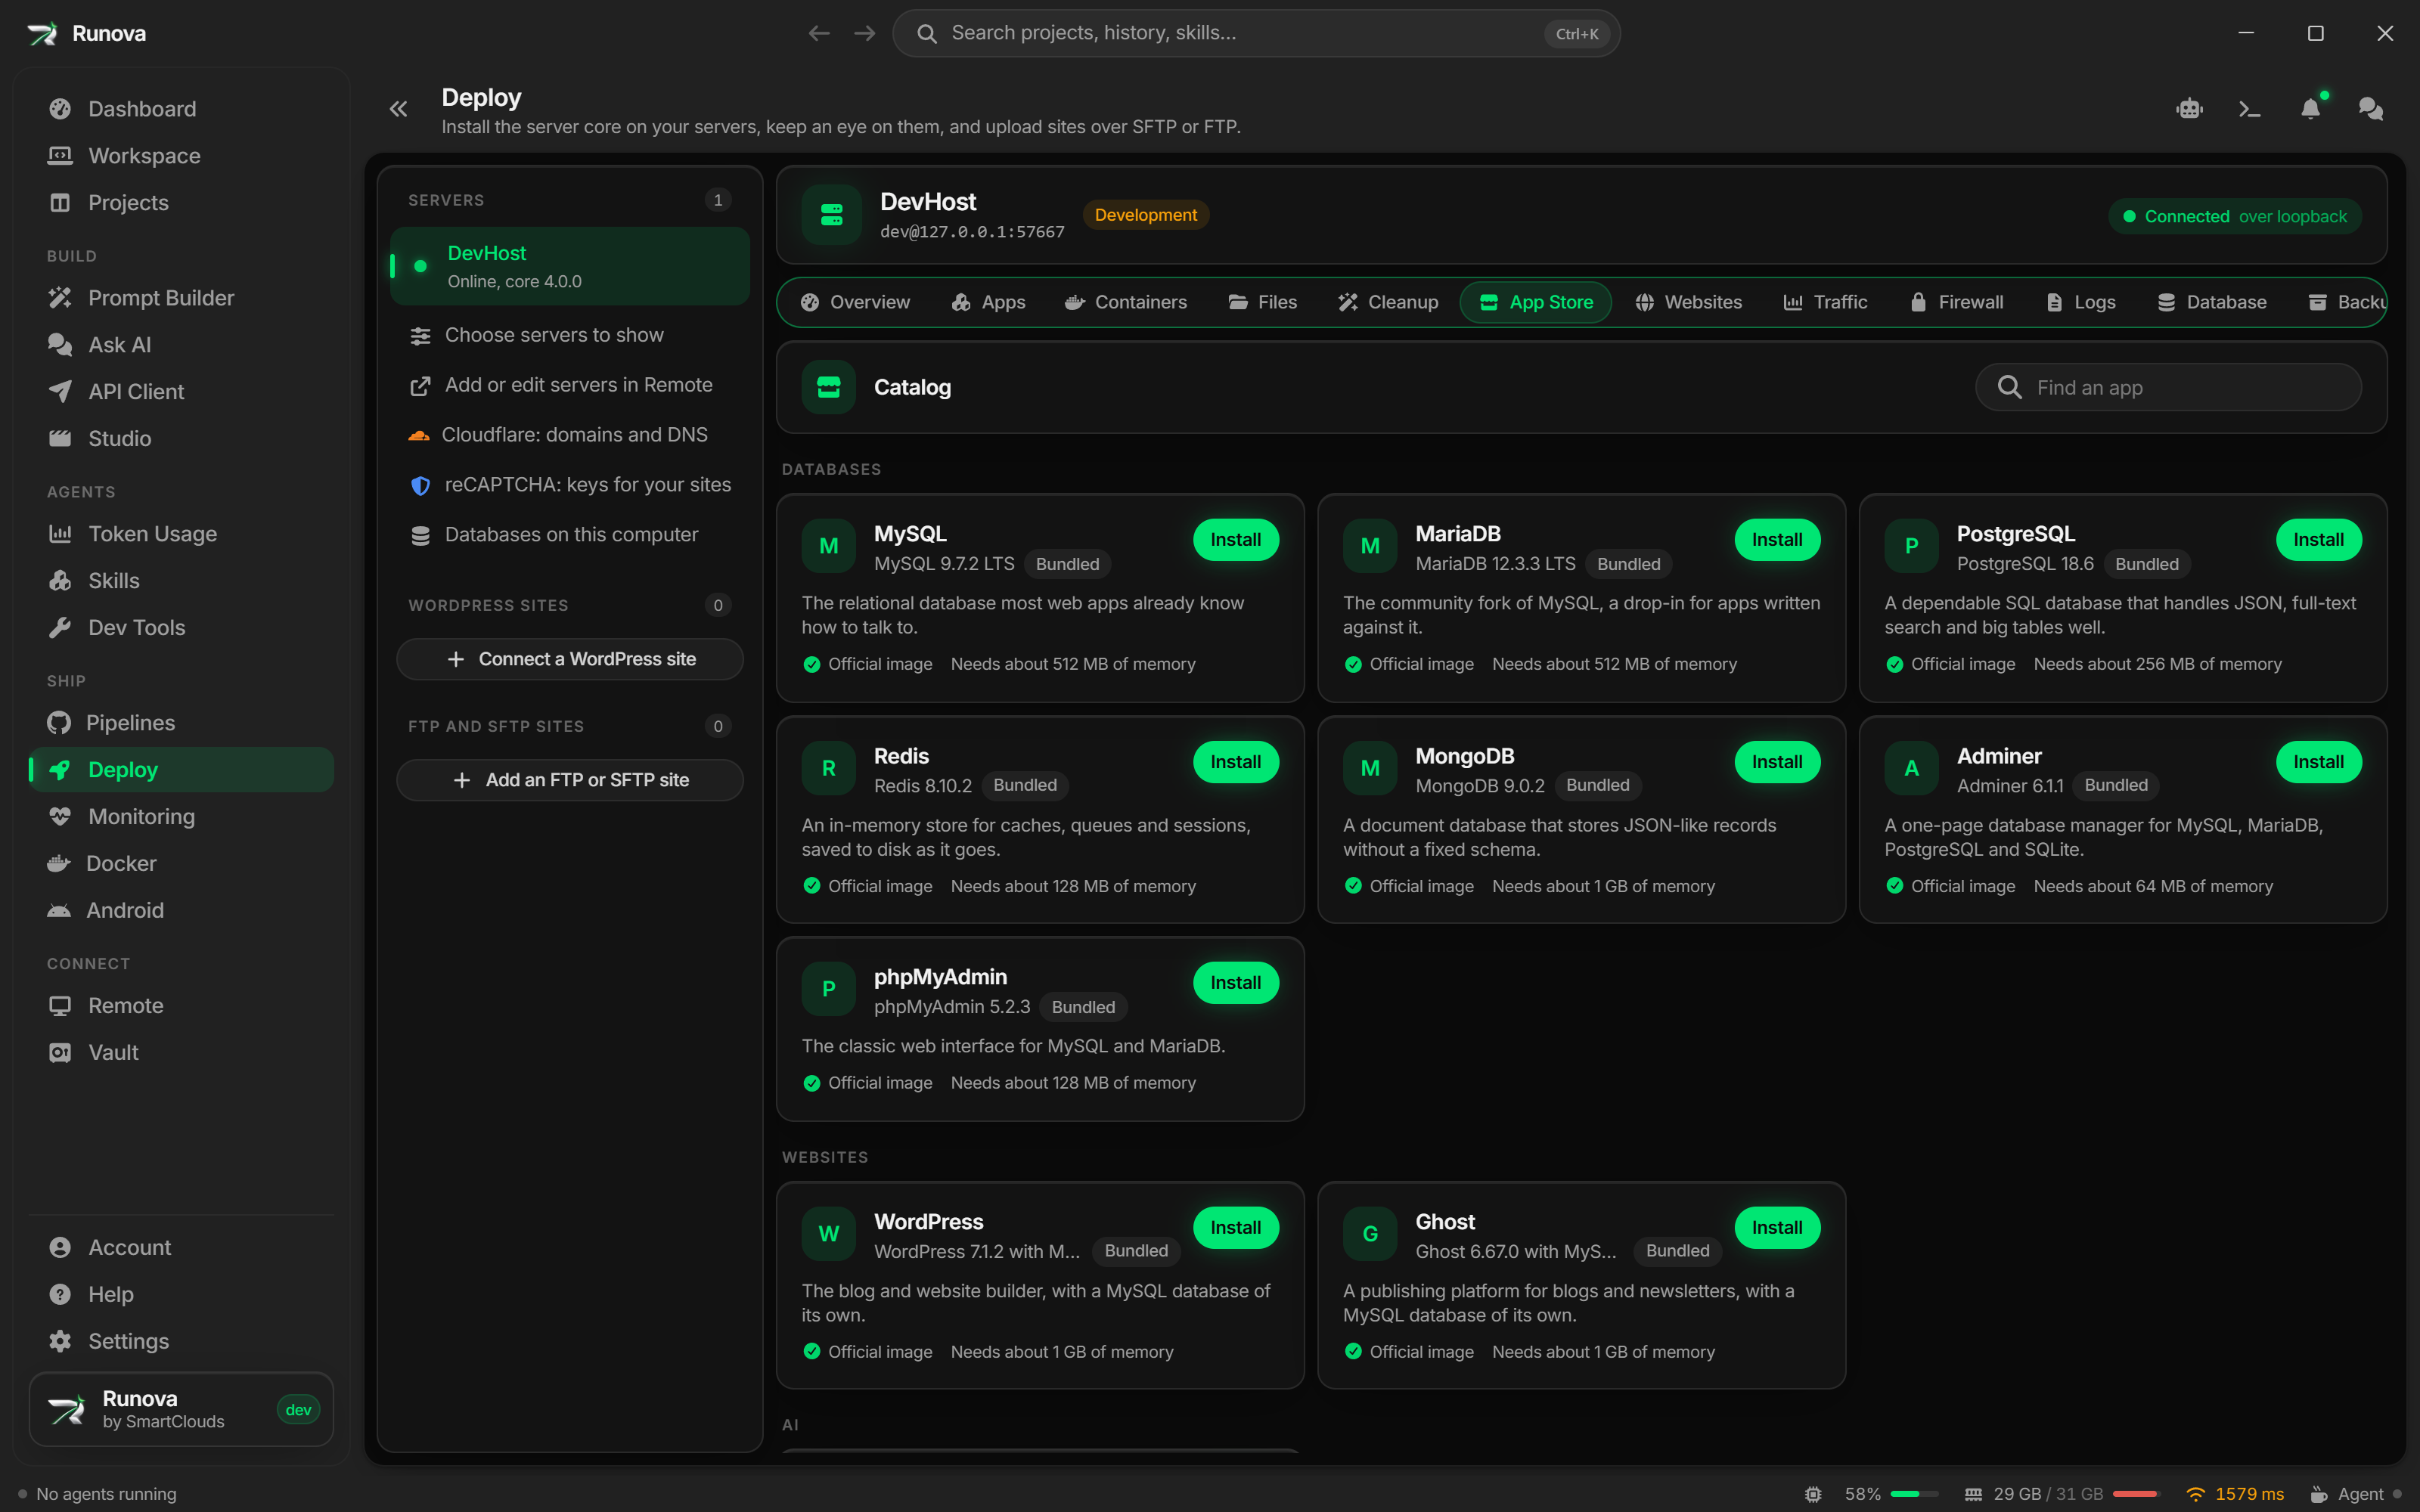 Runova
Search projects, history, skills...
Ctrl+K
Dashboard
Workspace
Projects
BUILD
Prompt Builder
Ask AI
API Client
Studio
AGENTS
Token Usage
Skills
Dev Tools
SHIP
Pipelines
Deploy
Monitoring
Docker
Android
CONNECT
Remote
Vault
Account
Help
Settings
Runova
by SmartClouds
dev
Deploy
Install the server core on your servers, keep an eye on them, and upload sites over SFTP or FTP.
SERVERS 1
DevHost
Online, core 4.0.0
Choose servers to show
Add or edit servers in Remote
Cloudflare: domains and DNS
reCAPTCHA: keys for your sites
Databases on this computer
WORDPRESS SITES 0
Connect a WordPress site
FTP AND SFTP SITES 0
Add an FTP or SFTP site
DevHost
dev@127.0.0.1:57667
Development
Connected over loopback
Overview Apps Containers Files Cleanup App Store Websites Traffic Firewall Logs Database Backu
Catalog
Find an app
DATABASES
M
MySQL
MySQL 9.7.2 LTS Bundled
Install
The relational database most web apps already know
how to talk to.
Official image Needs about 512 MB of memory
M
MariaDB
MariaDB 12.3.3 LTS Bundled
Install
The community fork of MySQL, a drop-in for apps written
against it.
Official image Needs about 512 MB of memory
P
PostgreSQL
PostgreSQL 18.6 Bundled
Install
A dependable SQL database that handles JSON, full-text
search and big tables well.
Official image Needs about 256 MB of memory
R
Redis
Redis 8.10.2 Bundled
Install
An in-memory store for caches, queues and sessions,
saved to disk as it goes.
Official image Needs about 128 MB of memory
M
MongoDB
MongoDB 9.0.2 Bundled
Install
A document database that stores JSON-like records
without a fixed schema.
Official image Needs about 1 GB of memory
A
Adminer
Adminer 6.1.1 Bundled
Install
A one-page database manager for MySQL, MariaDB,
PostgreSQL and SQLite.
Official image Needs about 64 MB of memory
P
phpMyAdmin
phpMyAdmin 5.2.3 Bundled
Install
The classic web interface for MySQL and MariaDB.
Official image Needs about 128 MB of memory
WEBSITES
W
WordPress
WordPress 7.1.2 with M... Bundled
Install
The blog and website builder, with a MySQL database of
its own.
Official image Needs about 1 GB of memory
G
Ghost
Ghost 6.67.0 with MyS... Bundled
Install
A publishing platform for blogs and newsletters, with a
MySQL database of its own.
Official image Needs about 1 GB of memory
AI
No agents running
58%
29 GB / 31 GB
1579 ms
Agent